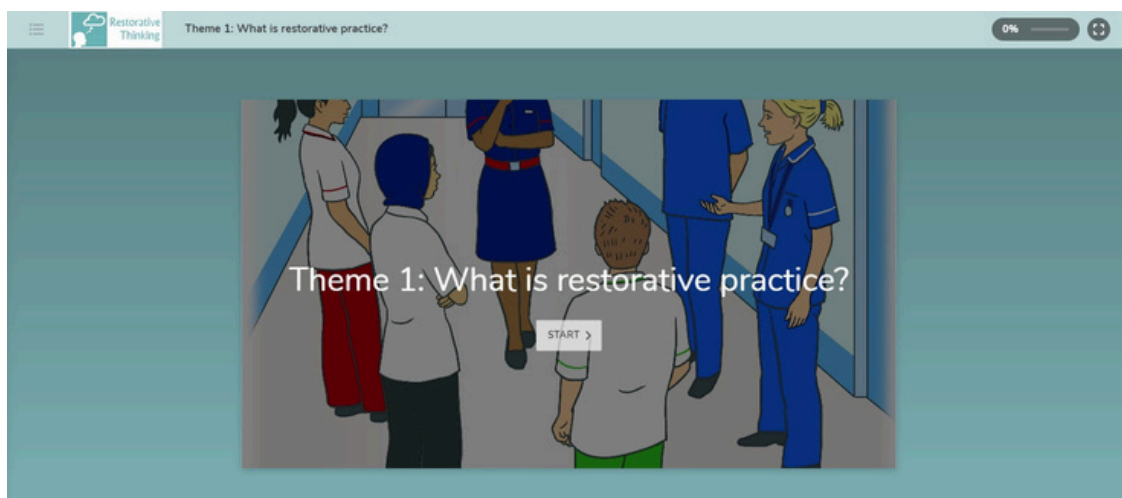 Restorative
Thinking
Theme 1: What is restorative practice?
0%
Theme 1: What is restorative practice?
START